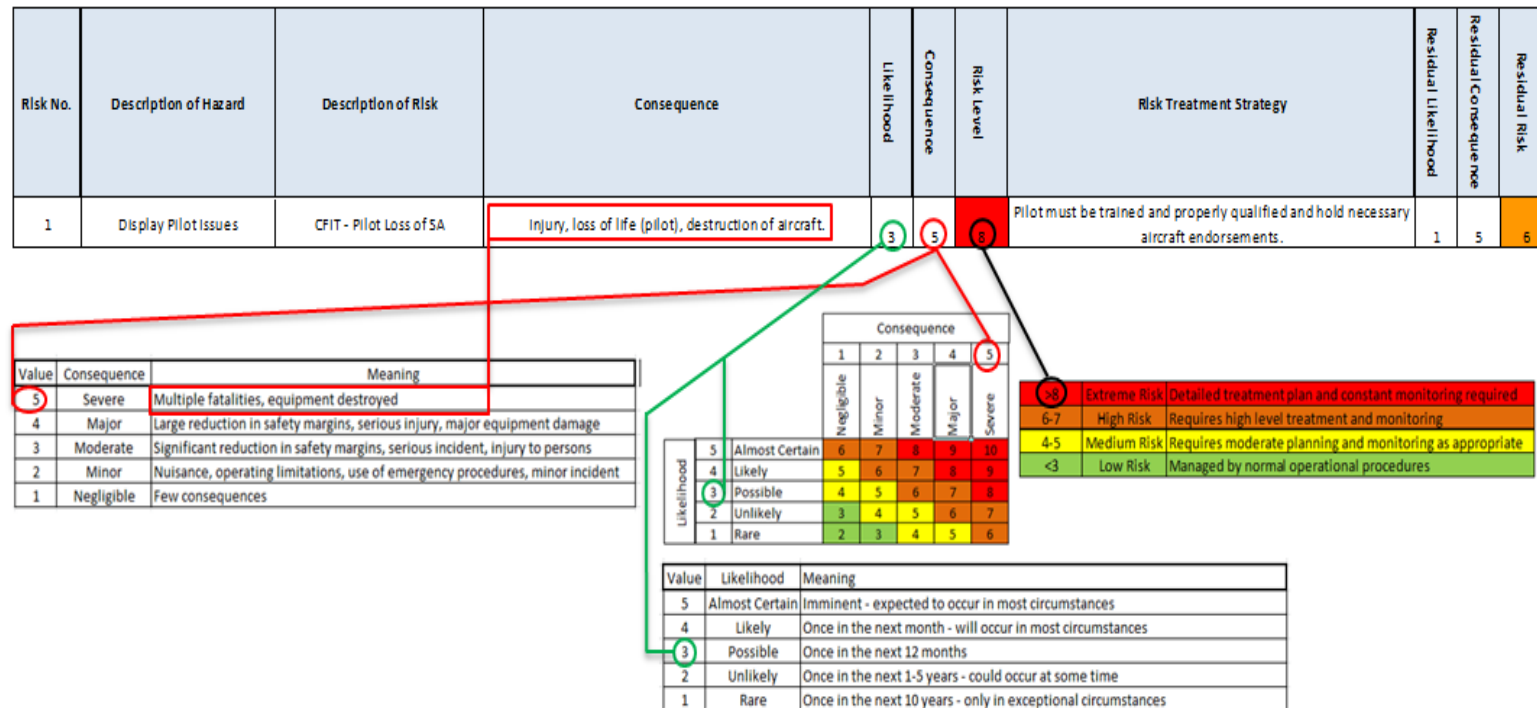 Risk No. Description of Hazard Description of Risk Consequence Likelihood Consequence Risk Level Risk Treatment Strategy Residual Likelihood Residual Consequence Residual Risk
1 Display Pilot Issues CFIT - Pilot Loss of SA Injury, loss of life (pilot), destruction of aircraft. 3 5 8 Pilot must be trained and properly qualified and hold necessary aircraft endorsements. 1 5 6
Value Consequence Meaning
5 Severe Multiple fatalities, equipment destroyed
4 Major Large reduction in safety margins, serious injury, major equipment damage
3 Moderate Significant reduction in safety margins, serious incident, injury to persons
2 Minor Nuisance, operating limitations, use of emergency procedures, minor incident
1 Negligible Few consequences
Consequence
1 2 3 4 5
Negligible Minor Moderate Major Severe
Likelihood
5 Almost Certain 6 7 8 9 10
4 Likely 5 6 7 8 9
3 Possible 4 5 6 7 8
2 Unlikely 3 4 5 6 7
1 Rare 2 3 4 5 6
>8 Extreme Risk Detailed treatment plan and constant monitoring required
6-7 High Risk Requires high level treatment and monitoring
4-5 Medium Risk Requires moderate planning and monitoring as appropriate
<3 Low Risk Managed by normal operational procedures
Value Likelihood Meaning
5 Almost Certain Imminent - expected to occur in most circumstances
4 Likely Once in the next month - will occur in most circumstances
3 Possible Once in the next 12 months
2 Unlikely Once in the next 1-5 years - could occur at some time
1 Rare Once in the next 10 years - only in exceptional circumstances